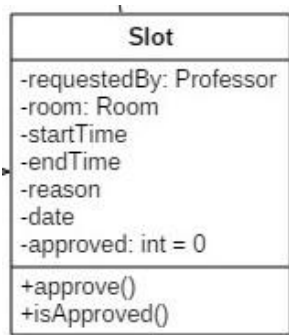 Slot
-requestedBy: Professor
-room: Room
-startTime
-endTime
-reason
-date
-approved: int = 0
+approve()
+isApproved()